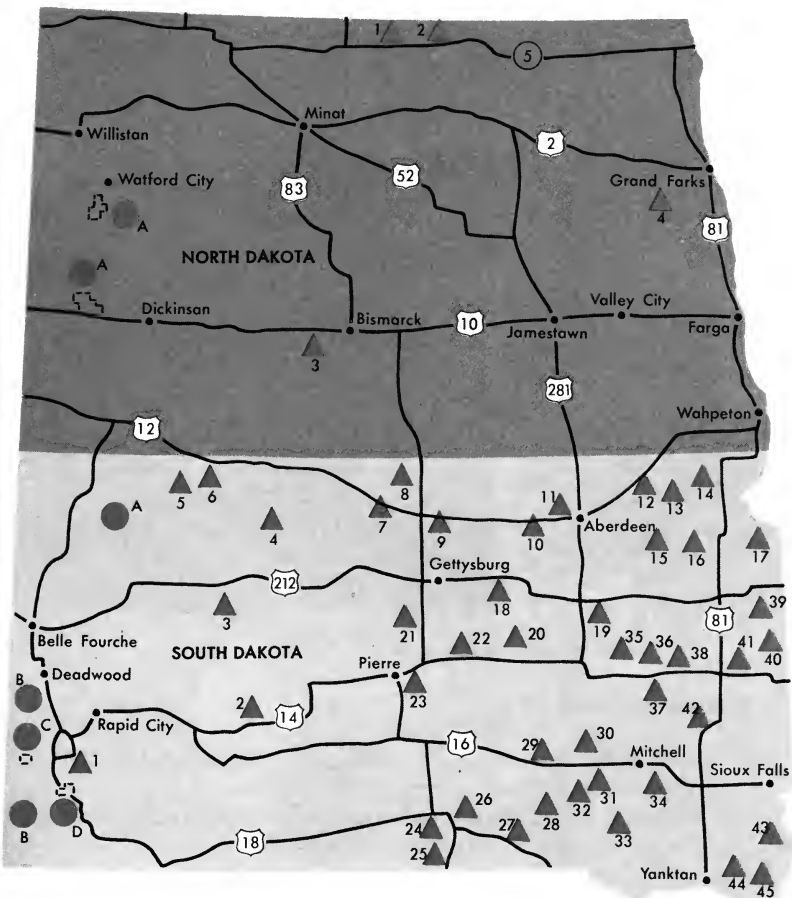 1 2
5
Minat
Willistan
2
Watford City
52
Grand Farks
83
4
A
81
NORTH DAKOTA
A
Dickinsan
Bismarck
10
Valley City
Jamestawn
Farga
3
281
Wahpeton
12
5 6
8
11
12 13 14
A
4
7
9
10
Aberdeen
15 16 17
Gettysburg
212
18
39
3
21
19
81
Belle Fourche
22 20
35 36 38 41 40
SOUTH DAKOTA
Deadwood
Pierre
B
2
23
37
14
42
Rapid City
C
16
29 30
Mitchell
1
Sioux Falls
31
34
32
26
28
B
D
24
27
33
43
18
25
Yanktan
44 45